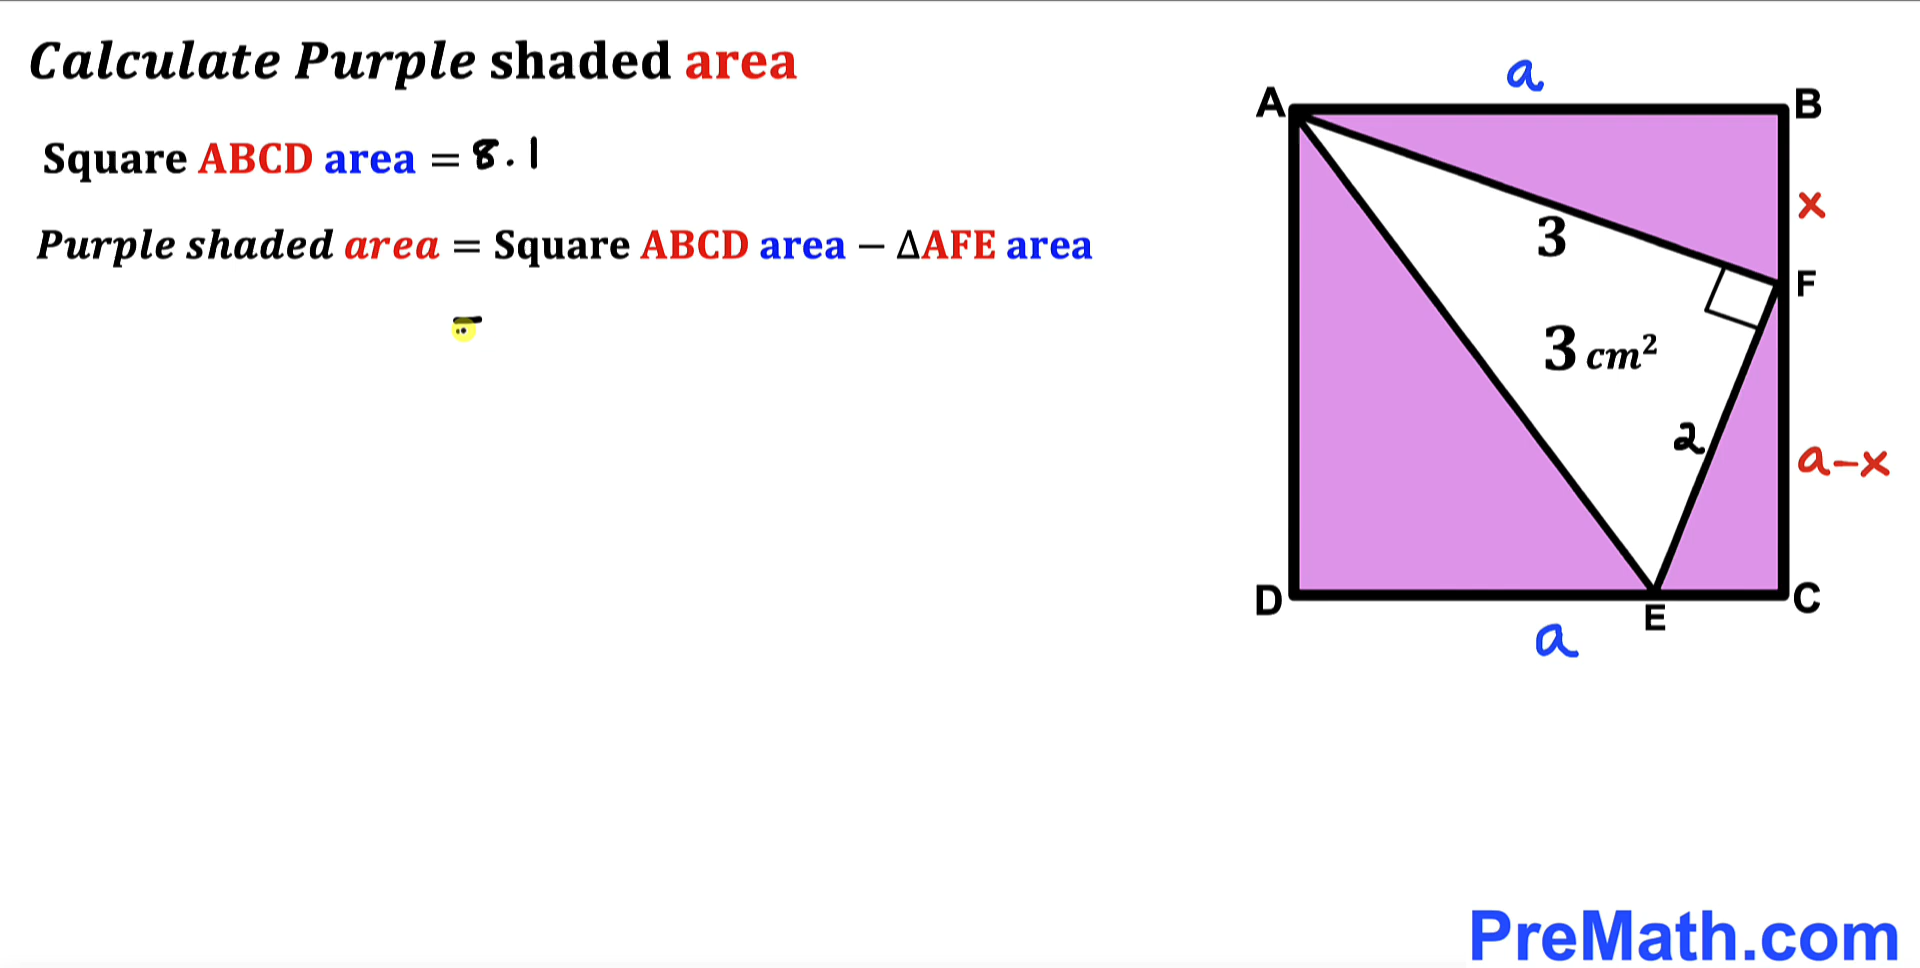 Calculate Purple shaded area
Square ABCD area = 8.1
Purple shaded area = Square ABCD area − ΔAFE area
=
a
A
B
x
3
F
3 cm²
2
a-x
D
E
C
a
PreMath.com